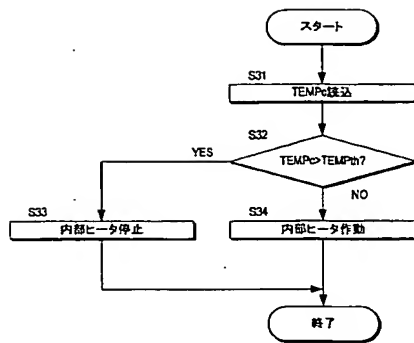 スタート
S31
TEMPc読込
S32
TEMPc>TEMPth?
YES
NO
S33
内部ヒータ停止
S34
内部ヒータ作動
終了